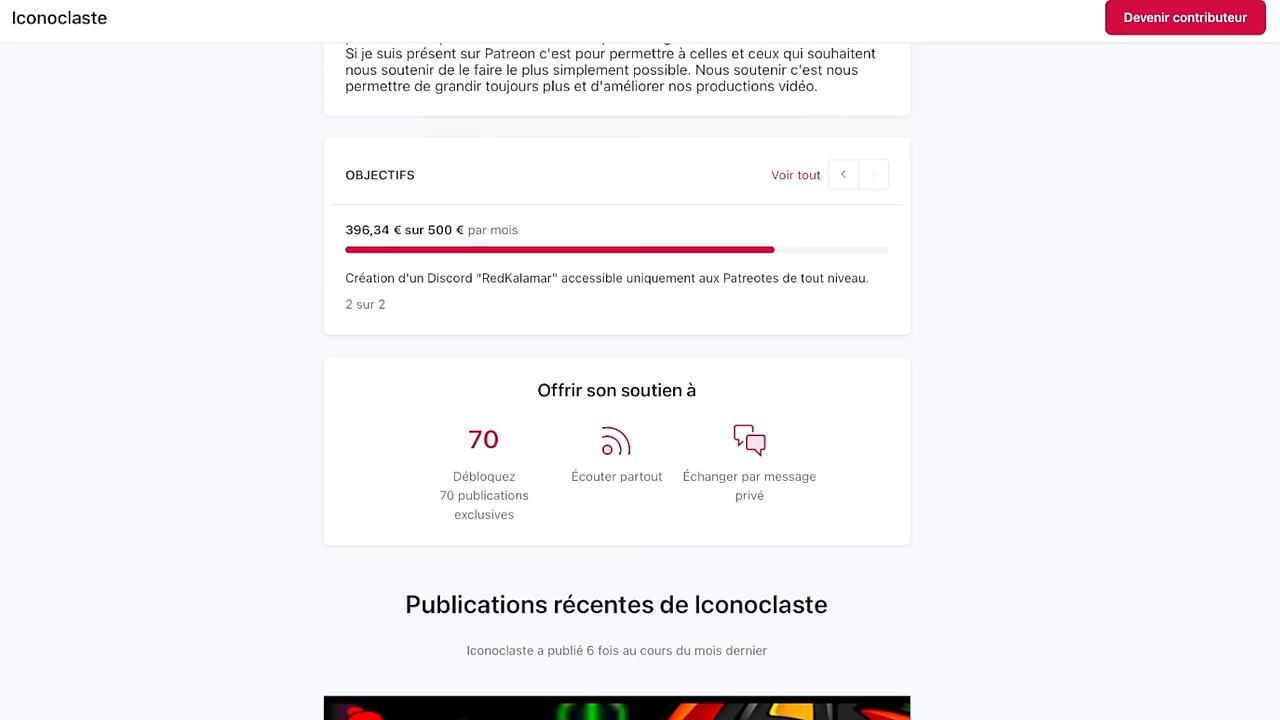 Iconoclaste
Devenir contributeur
Si je suis présent sur Patreon c'est pour permettre à celles et ceux qui souhaitent
nous soutenir de le faire le plus simplement possible. Nous soutenir c'est nous
permettre de grandir toujours plus et d'améliorer nos productions vidéo.
OBJECTIFS
Voir tout
396,34 € sur 500 € par mois
Création d'un Discord "RedKalamar" accessible uniquement aux Patreotes de tout niveau.
2 sur 2
Offrir son soutien à
70
Débloquez
70 publications
exclusives
Écouter partout
Échanger par message
privé
Publications récentes de Iconoclaste
Iconoclaste a publié 6 fois au cours du mois dernier